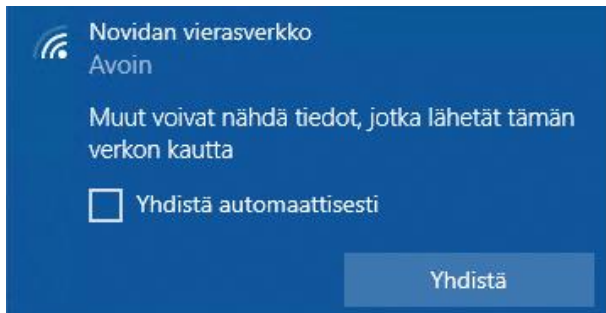 Novidan vierasverkko
Avoin
Muut voivat nähdä tiedot, jotka lähetät tämän
verkon kautta
Yhdistä automaattisesti
Yhdistä